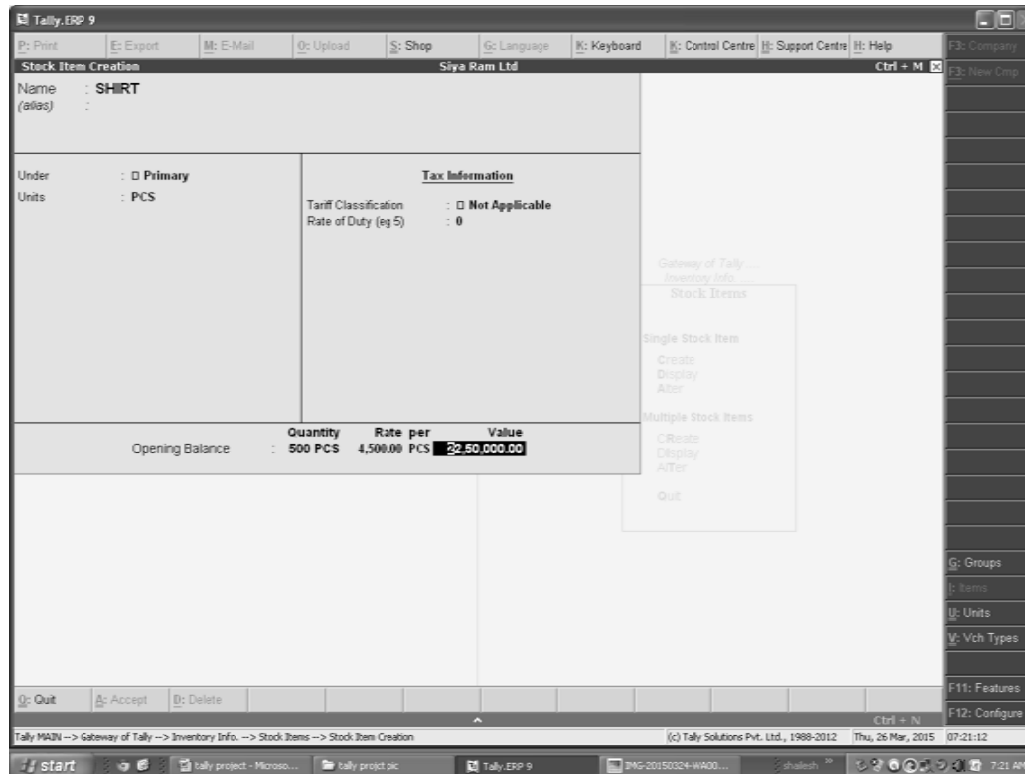 Tally.ERP 9
P: Print E: Export M: E-Mail O: Upload S: Shop G: Language K: Keyboard K: Control Centre H: Support Centre H: Help F3: Company
Stock Item Creation Siya Ram Ltd Ctrl + M F3: New Cmp
Name : SHIRT
(alias) :
Under : Primary
Units : PCS
Tax Information
Tariff Classification : Not Applicable
Rate of Duty (eg 5) : 0
Gateway of Tally.....
Inventory Info......
Stock Items
Single Stock Item
Create
Display
Alter
Multiple Stock Items
CReate
DIsplay
AlTer
Quit
Quantity Rate per Value
Opening Balance : 500 PCS 4,500.00 PCS 22,50,000.00
G: Groups
I: Items
U: Units
V: Vch Types
F11: Features
F12: Configure
Q: Quit A: Accept D: Delete
Ctrl + N
Tally MAIN --> Gateway of Tally --> Inventory Info. --> Stock Items --> Stock Item Creation (c) Tally Solutions Pvt. Ltd., 1988-2012 Thu, 26 Mar, 2015 07:21:12
start tally project - Microso... tally projct pic Tally.ERP 9 IMG-20150324-WA00... shailesh 7:21 AM